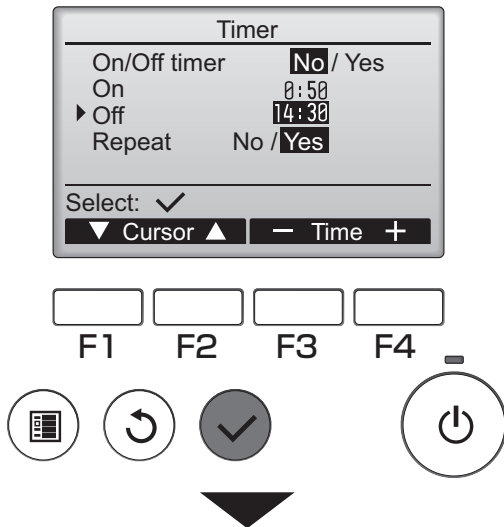 Timer
On/Off timer No / Yes
On 0:50
Off 14:30
Repeat No / Yes
Select:
Cursor − Time +
F1 F2 F3 F4